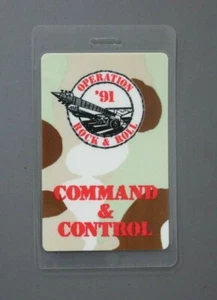 OPERATION
'91
ROCK & ROLL
COMMAND
&
CONTROL